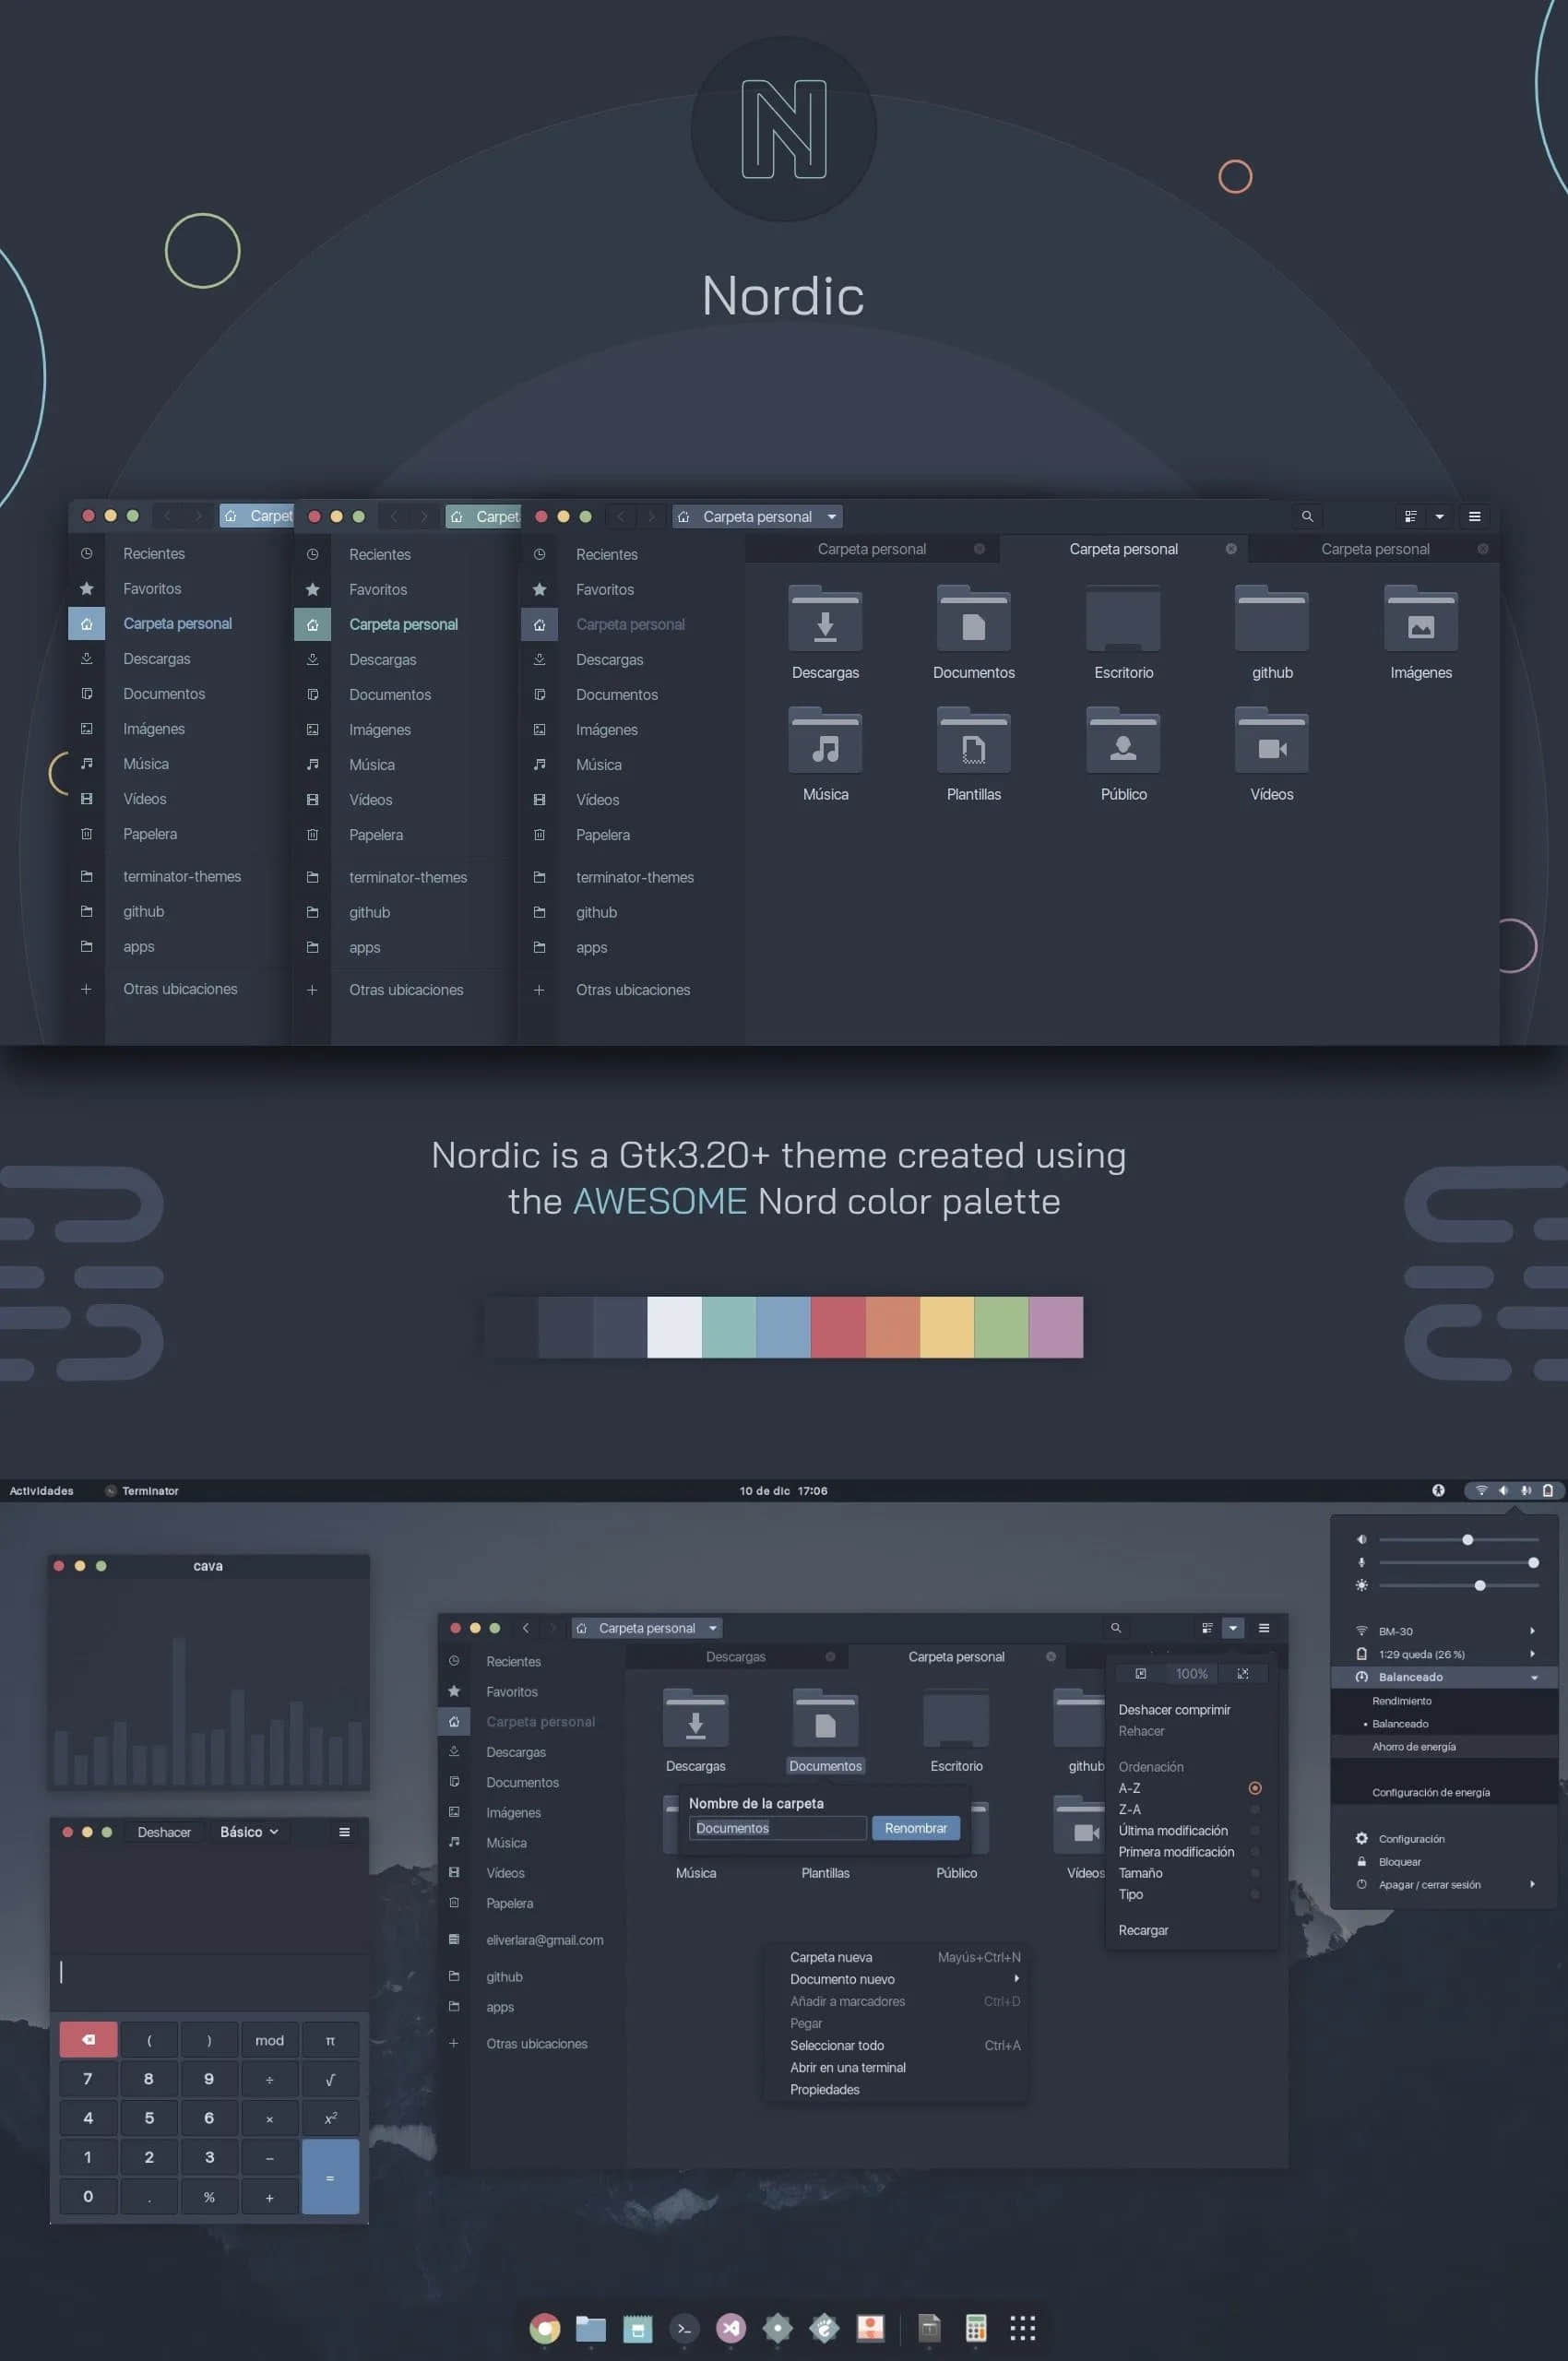 N
Nordic
Carpet
Carpet
Carpeta personal
Recientes
Favoritos
Carpeta personal
Descargas
Documentos
Imágenes
Música
Vídeos
Papelera
terminator-themes
github
apps
Otras ubicaciones
Recientes
Favoritos
Carpeta personal
Descargas
Documentos
Imágenes
Música
Vídeos
Papelera
terminator-themes
github
apps
Otras ubicaciones
Recientes
Favoritos
Carpeta personal
Descargas
Documentos
Imágenes
Música
Vídeos
Papelera
terminator-themes
github
apps
Otras ubicaciones
Carpeta personal
Carpeta personal
Carpeta personal
Descargas
Documentos
Escritorio
github
Imágenes
Música
Plantillas
Público
Vídeos
Nordic is a Gtk3.20+ theme created using
the AWESOME Nord color palette
Actividades
Terminator
10 de dic 17:06
cava
Deshacer
Básico
( ) mod π
7 8 9 ÷ √
4 5 6 × x²
1 2 3 − =
0 . % +
Carpeta personal
Recientes
Favoritos
Carpeta personal
Descargas
Documentos
Imágenes
Música
Vídeos
Papelera
eliverlara@gmail.com
github
apps
Otras ubicaciones
Descargas
Carpeta personal
Descargas
Documentos
Escritorio
github
Nombre de la carpeta
Documentos
Renombrar
Música
Plantillas
Público
Vídeos
Carpeta nueva Mayús+Ctrl+N
Documento nuevo
Añadir a marcadores Ctrl+D
Pegar
Seleccionar todo Ctrl+A
Abrir en una terminal
Propiedades
100%
Deshacer comprimir
Rehacer
Ordenación
A-Z
Z-A
Última modificación
Primera modificación
Tamaño
Tipo
Recargar
BM-30
1:29 queda (26 %)
Balanceado
Rendimiento
• Balanceado
Ahorro de energía
Configuración de energía
Configuración
Bloquear
Apagar / cerrar sesión